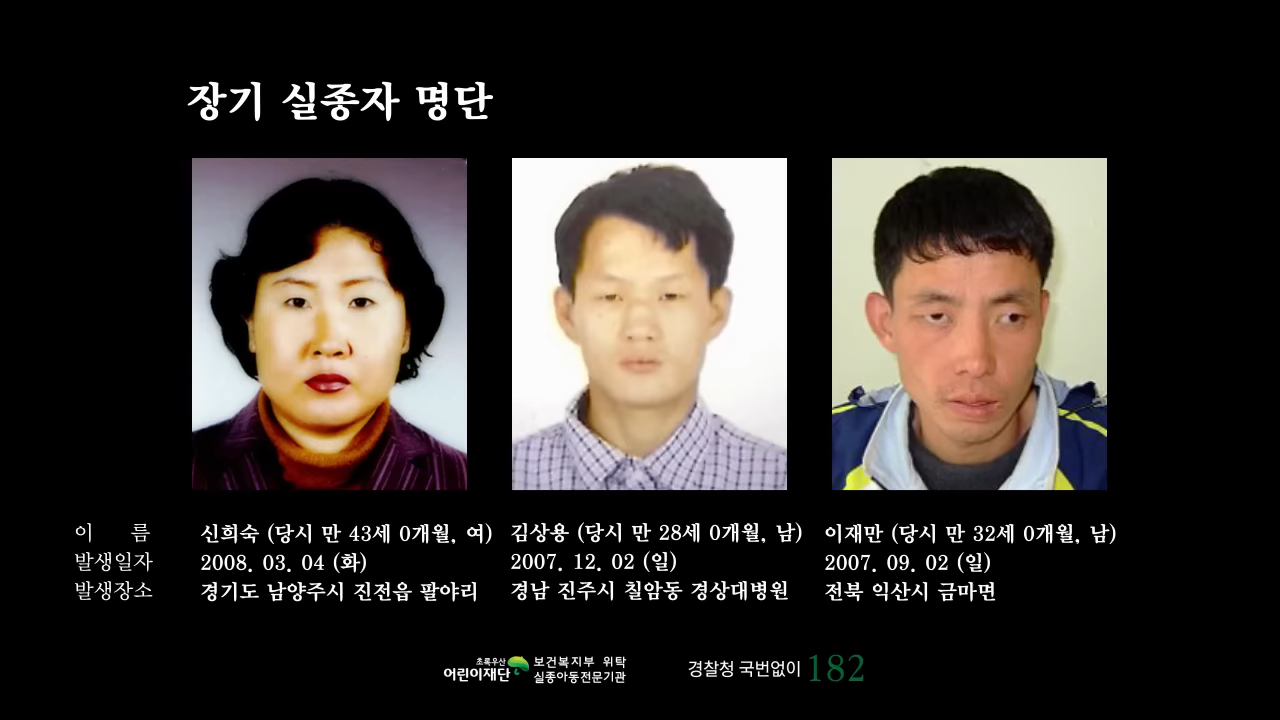 장기 실종자 명단
이 름 신희숙 (당시 만 43세 0개월, 여) 김상용 (당시 만 28세 0개월, 남) 이재만 (당시 만 32세 0개월, 남)
발생일자 2008. 03. 04 (화) 2007. 12. 02 (일) 2007. 09. 02 (일)
발생장소 경기도 남양주시 진전읍 팔야리 경남 진주시 칠암동 경상대병원 전북 익산시 금마면
초록우산 어린이재단 보건복지부 위탁 실종아동전문기관 경찰청 국번없이 182